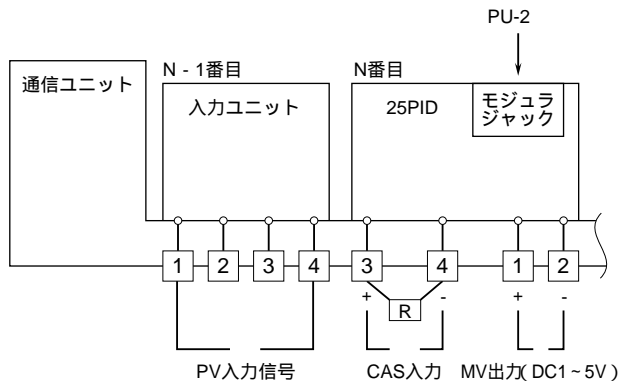 PU-2
N - 1番目
N番目
通信ユニット
入力ユニット
25PID
モジュラ
ジャック
1 2 3 4 3 4 1 2
+ R - + -
PV入力信号 CAS入力 MV出力（DC1～5V）